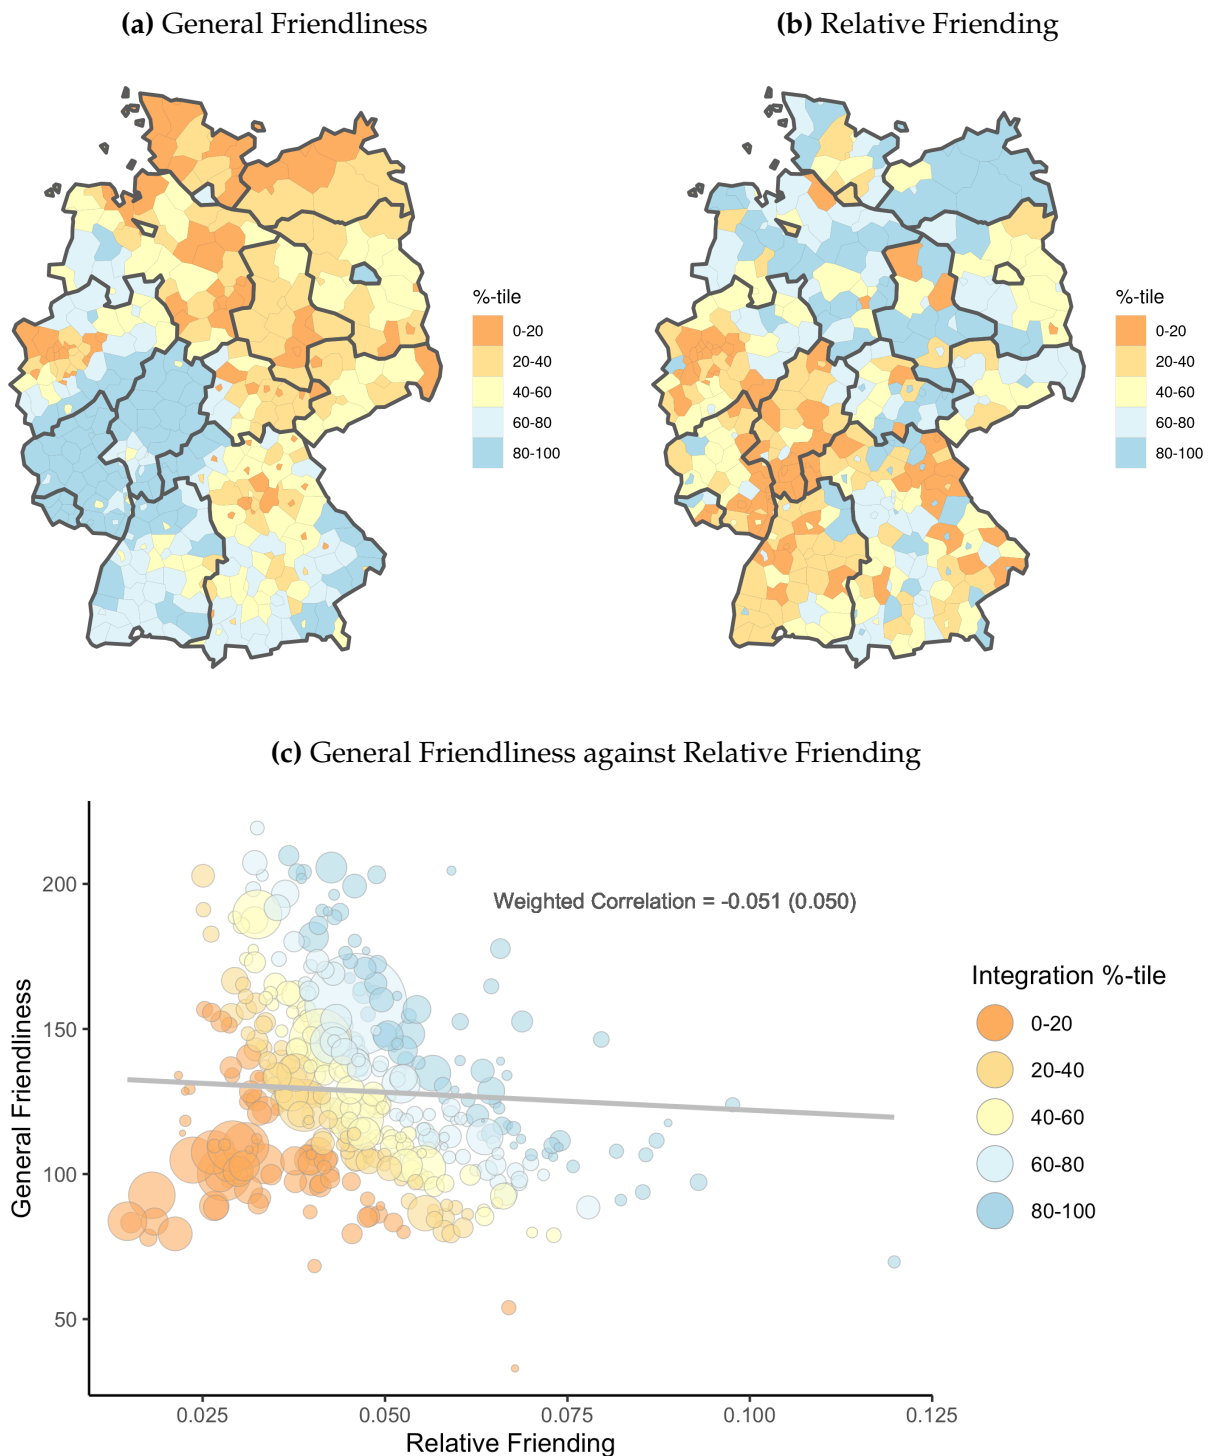 (a) General Friendliness
(b) Relative Friending
%-tile
0-20
20-40
40-60
60-80
80-100
%-tile
0-20
20-40
40-60
60-80
80-100
(c) General Friendliness against Relative Friending
General Friendliness
200
150
100
50
Weighted Correlation = -0.051 (0.050)
Integration %-tile
0-20
20-40
40-60
60-80
80-100
0.025
0.050
0.075
0.100
0.125
Relative Friending